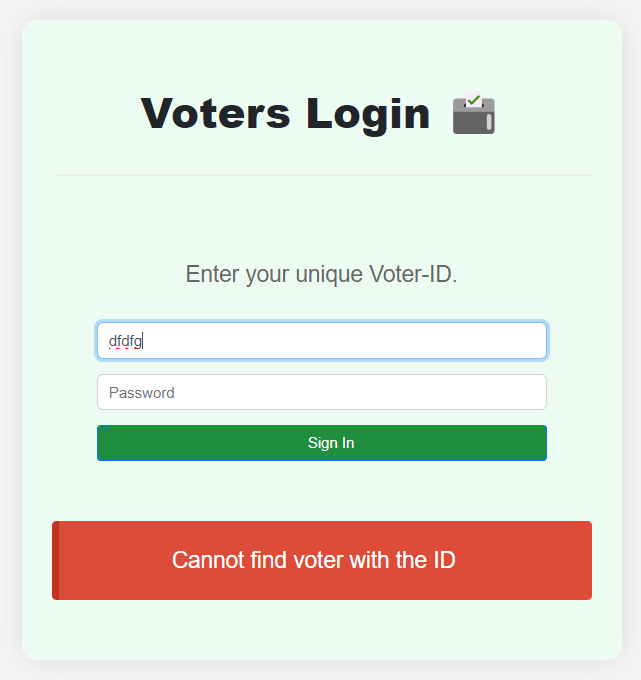 Voters Login
Enter your unique Voter-ID.
dfdfg
Password
Sign In
Cannot find voter with the ID